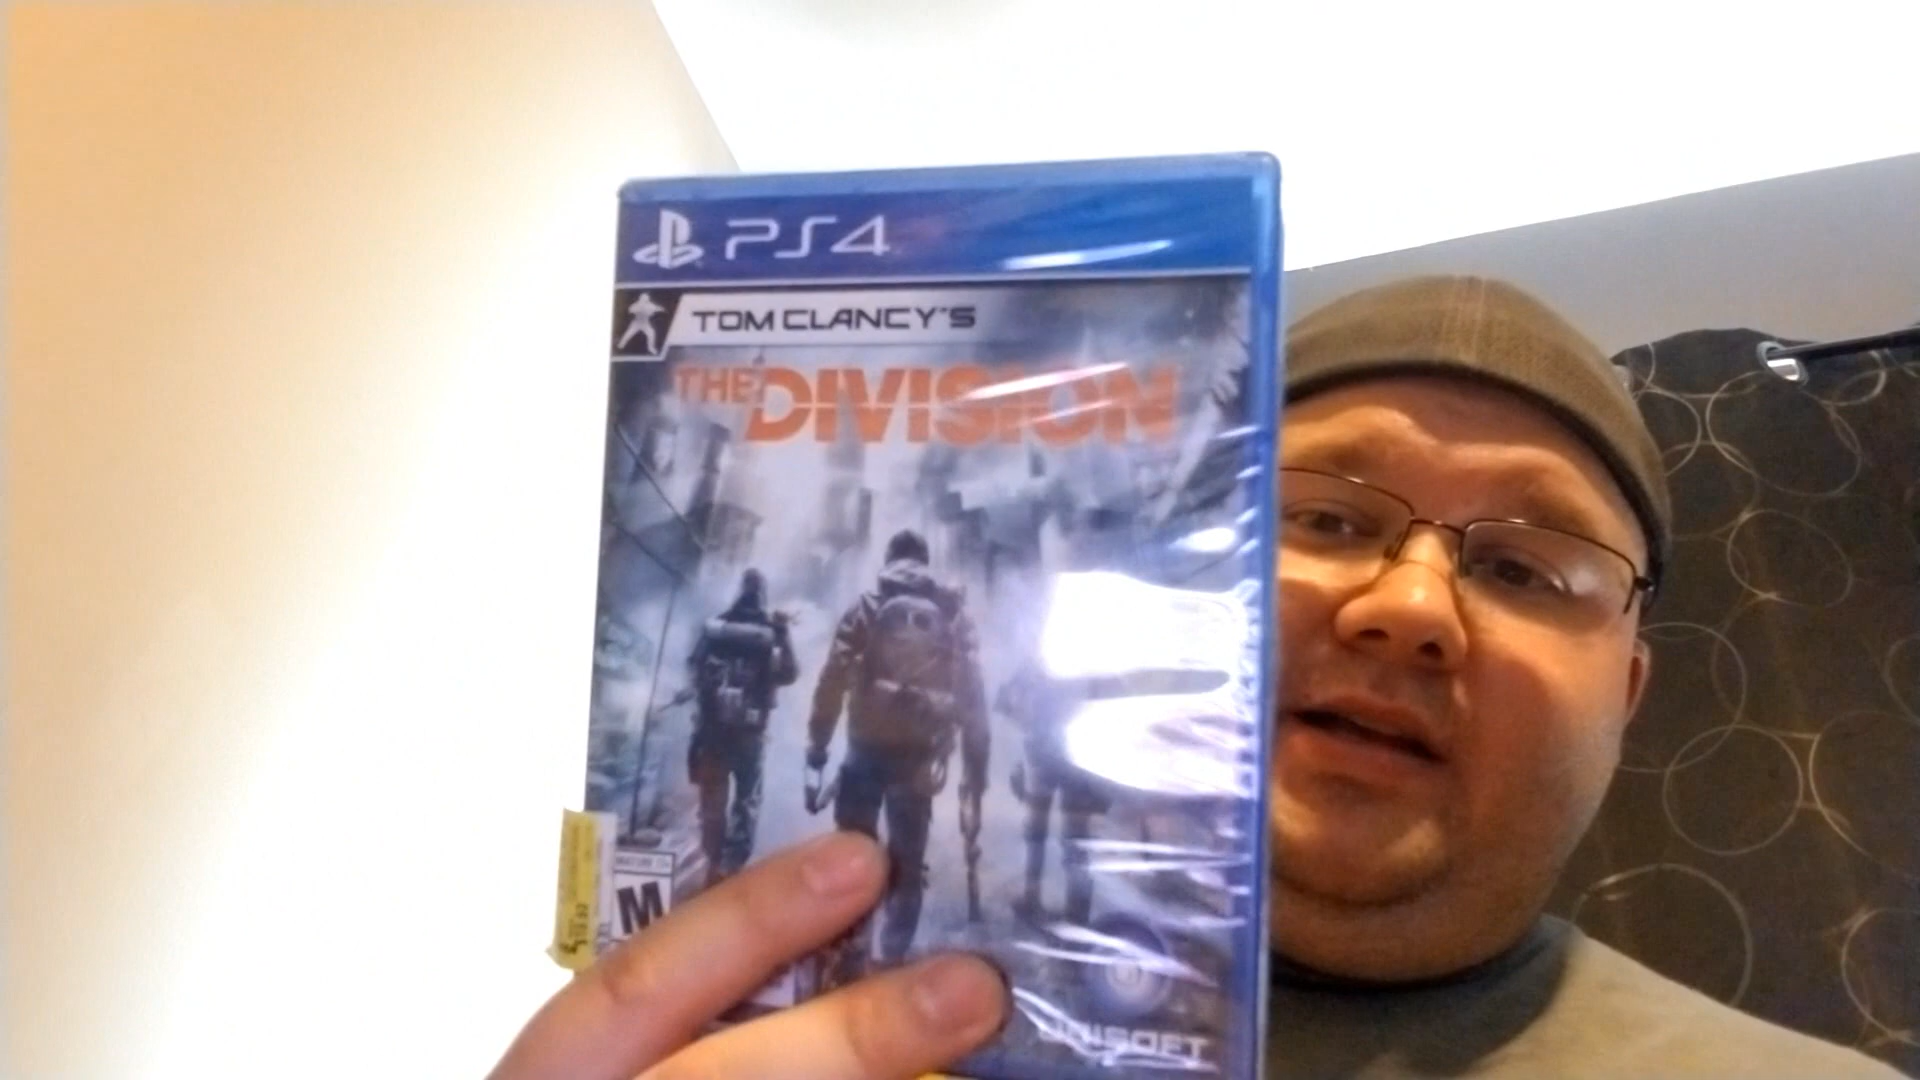 PS4
TOM CLANCY'S
THE DIVISION
M
UBISOFT